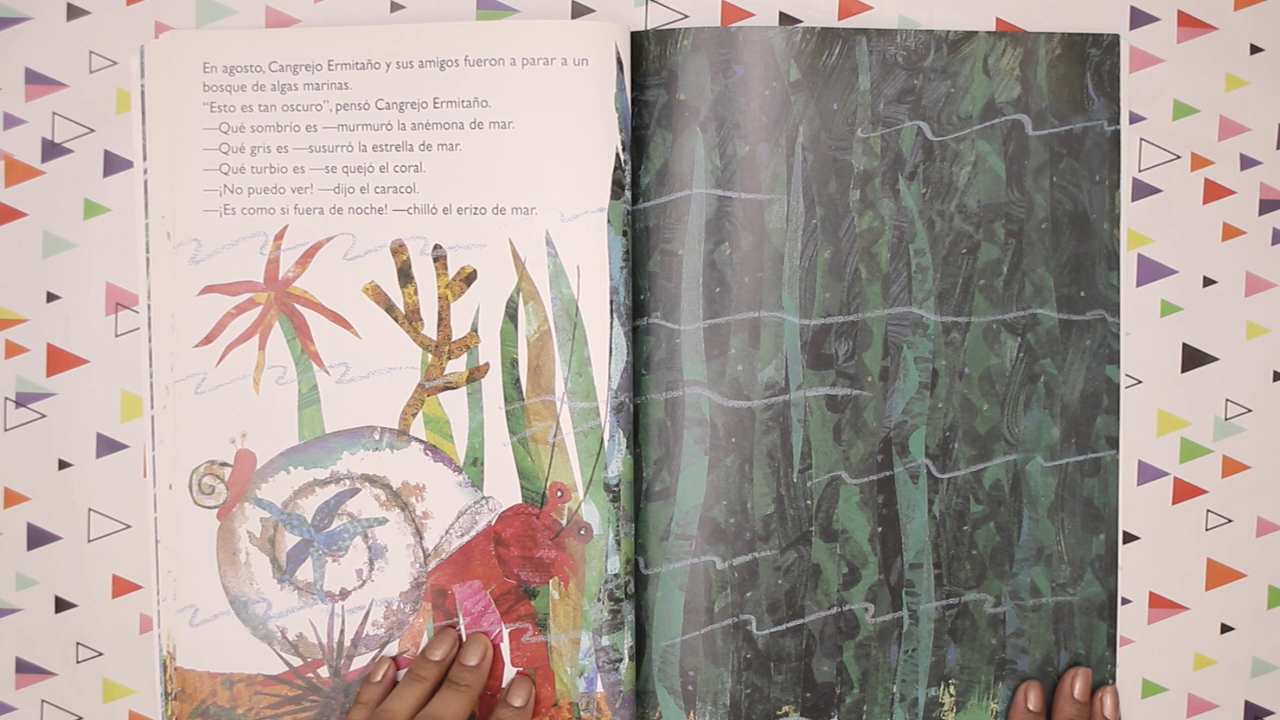 En agosto, Cangrejo Ermitaño y sus amigos fueron a parar a un
bosque de algas marinas.
“Esto es tan oscuro”, pensó Cangrejo Ermitaño.
—Qué sombrío es —murmuró la anémona de mar.
—Qué gris es —susurró la estrella de mar.
—Qué turbio es —se quejó el coral.
—¡No puedo ver! —dijo el caracol.
—¡Es como si fuera de noche! —chilló el erizo de mar.